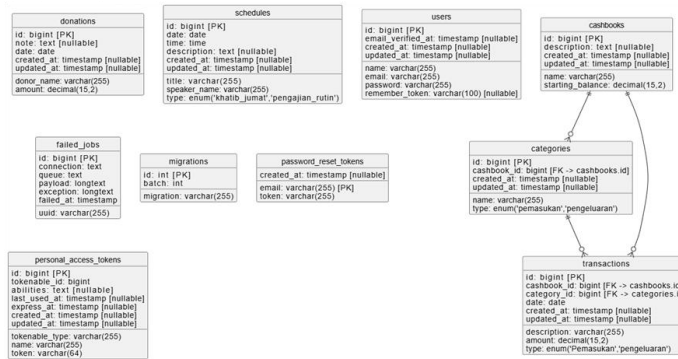 donations
id: bigint [PK]
note: text [nullable]
date: date
created_at: timestamp [nullable]
updated_at: timestamp [nullable]
donor_name: varchar(255)
amount: decimal(15,2)
schedules
id: bigint [PK]
date: date
time: time
description: text [nullable]
created_at: timestamp [nullable]
updated_at: timestamp [nullable]
title: varchar(255)
speaker_name: varchar(255)
type: enum('khatib_jumat','pengajian_rutin')
users
id: bigint [PK]
email_verified_at: timestamp [nullable]
created_at: timestamp [nullable]
updated_at: timestamp [nullable]
name: varchar(255)
email: varchar(255)
password: varchar(255)
remember_token: varchar(100) [nullable]
cashbooks
id: bigint [PK]
description: text [nullable]
created_at: timestamp [nullable]
updated_at: timestamp [nullable]
name: varchar(255)
starting_balance: decimal(15,2)
failed_jobs
id: bigint [PK]
connection: text
queue: text
payload: longtext
exception: longtext
failed_at: timestamp
uuid: varchar(255)
migrations
id: int [PK]
batch: int
migration: varchar(255)
password_reset_tokens
created_at: timestamp [nullable]
email: varchar(255) [PK]
token: varchar(255)
categories
id: bigint [PK]
cashbook_id: bigint [FK -> cashbooks.id]
created_at: timestamp [nullable]
updated_at: timestamp [nullable]
name: varchar(255)
type: enum('pemasukan','pengeluaran')
personal_access_tokens
id: bigint [PK]
tokenable_id: bigint
abilities: text [nullable]
last_used_at: timestamp [nullable]
express_at: timestamp [nullable]
created_at: timestamp [nullable]
updated_at: timestamp [nullable]
tokenable_type: varchar(255)
name: varchar(255)
token: varchar(64)
transactions
id: bigint [PK]
cashbook_id: bigint [FK -> cashbooks.id
category_id: bigint [FK -> categories.i
date: date
created_at: timestamp [nullable]
updated_at: timestamp [nullable]
description: varchar(255)
amount: decimal(15,2)
type: enum('Pemasukan','pengeluaran')